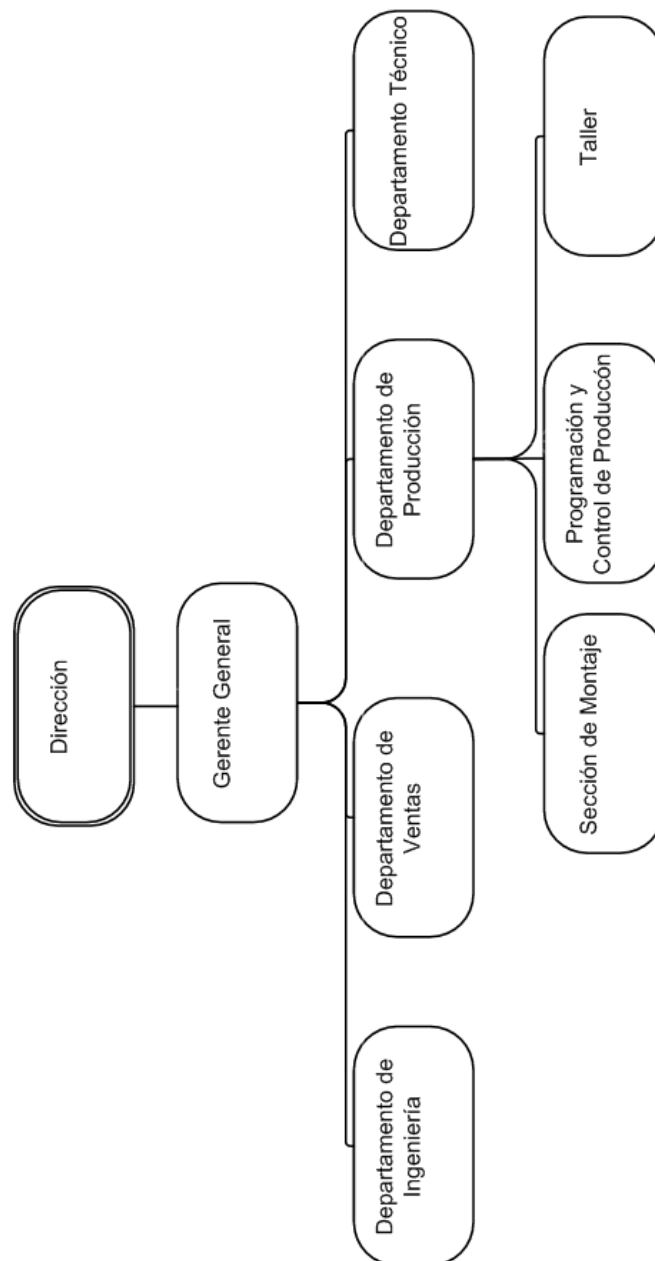 Dirección
Gerente General
Departamento de
Ingeniería
Departamento de
Ventas
Departamento de
Producción
Departamento Técnico
Sección de Montaje
Programación y
Control de Produccón
Taller